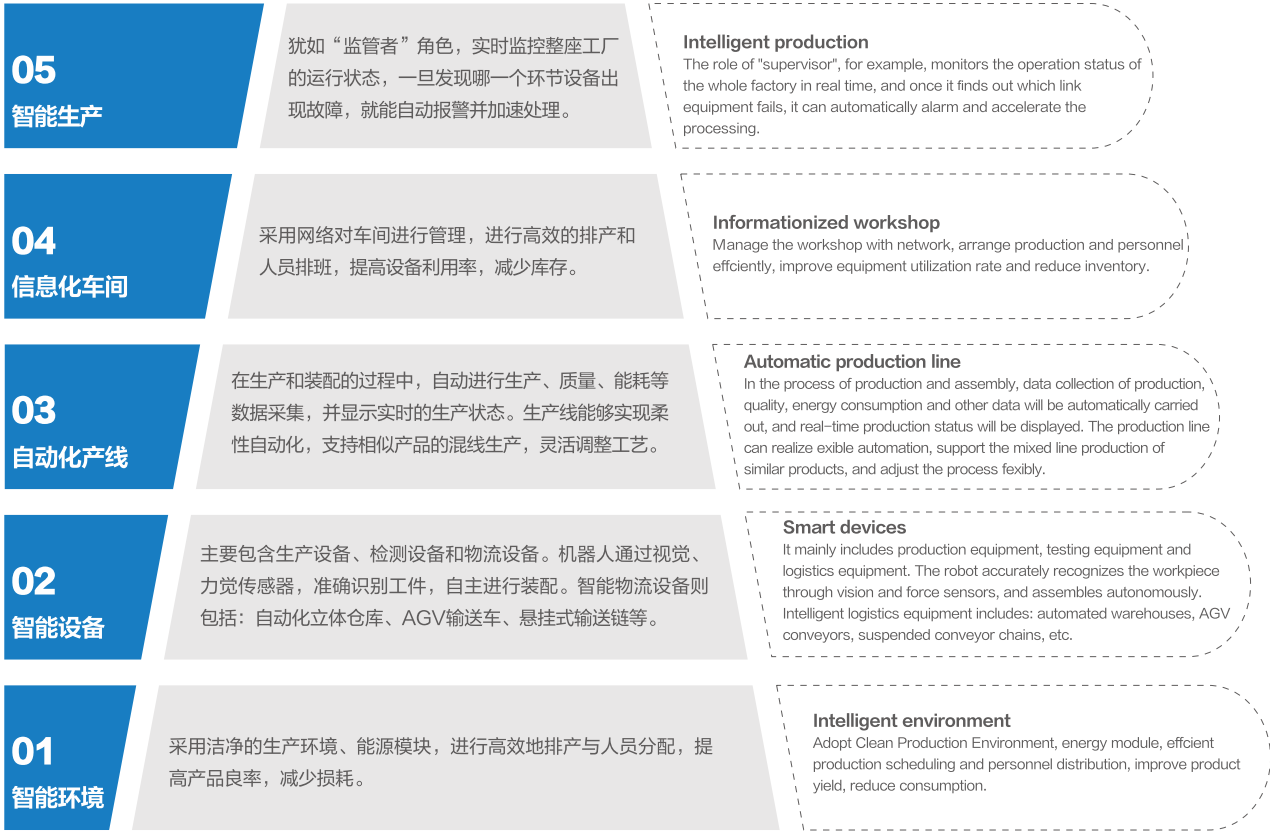 05
智能生产
犹如“监管者”角色，实时监控整座工厂
的运行状态，一旦发现哪一个环节设备出
现故障，就能自动报警并加速处理。
Intelligent production
The role of "supervisor", for example, monitors the operation status of
the whole factory in real time, and once it finds out which link
equipment fails, it can automatically alarm and accelerate the
processing.
04
信息化车间
采用网络对车间进行管理，进行高效的排产和
人员排班，提高设备利用率，减少库存。
Informationized workshop
Manage the workshop with network, arrange production and personnel
effciently, improve equipment utilization rate and reduce inventory.
03
自动化产线
在生产和装配的过程中，自动进行生产、质量、能耗等
数据采集，并显示实时的生产状态。生产线能够实现柔
性自动化，支持相似产品的混线生产，灵活调整工艺。
Automatic production line
In the process of production and assembly, data collection of production,
quality, energy consumption and other data will be automatically carried
out, and real-time production status will be displayed. The production line
can realize exible automation, support the mixed line production of
similar products, and adjust the process fexibly.
02
智能设备
主要包含生产设备、检测设备和物流设备。机器人通过视觉、
力觉传感器，准确识别工件，自主进行装配。智能物流设备则
包括：自动化立体仓库、AGV输送车、悬挂式输送链等。
Smart devices
It mainly includes production equipment, testing equipment and
logistics equipment. The robot accurately recognizes the workpiece
through vision and force sensors, and assembles autonomously.
Intelligent logistics equipment includes: automated warehouses, AGV
conveyors, suspended conveyor chains, etc.
01
智能环境
采用洁净的生产环境、能源模块，进行高效地排产与人员分配，提
高产品良率，减少损耗。
Intelligent environment
Adopt Clean Production Environment, energy module, effcient
production scheduling and personnel distribution, improve product
yield, reduce consumption.